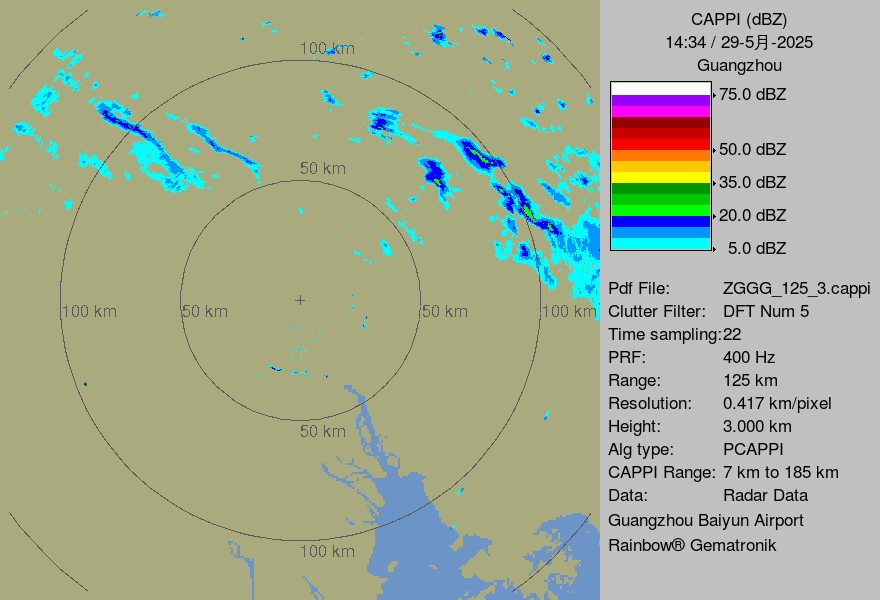 CAPPI (dBZ)
14:34 / 29-5月-2025
Guangzhou
75.0 dBZ
50.0 dBZ
35.0 dBZ
20.0 dBZ
5.0 dBZ
100 km
50 km
100 km
50 km
50 km
100 km
50 km
100 km
Pdf File: ZGGG_125_3.cappi
Clutter Filter: DFT Num 5
Time sampling:22
PRF: 400 Hz
Range: 125 km
Resolution: 0.417 km/pixel
Height: 3.000 km
Alg type: PCAPPI
CAPPI Range: 7 km to 185 km
Data: Radar Data
Guangzhou Baiyun Airport
Rainbow® Gematronik